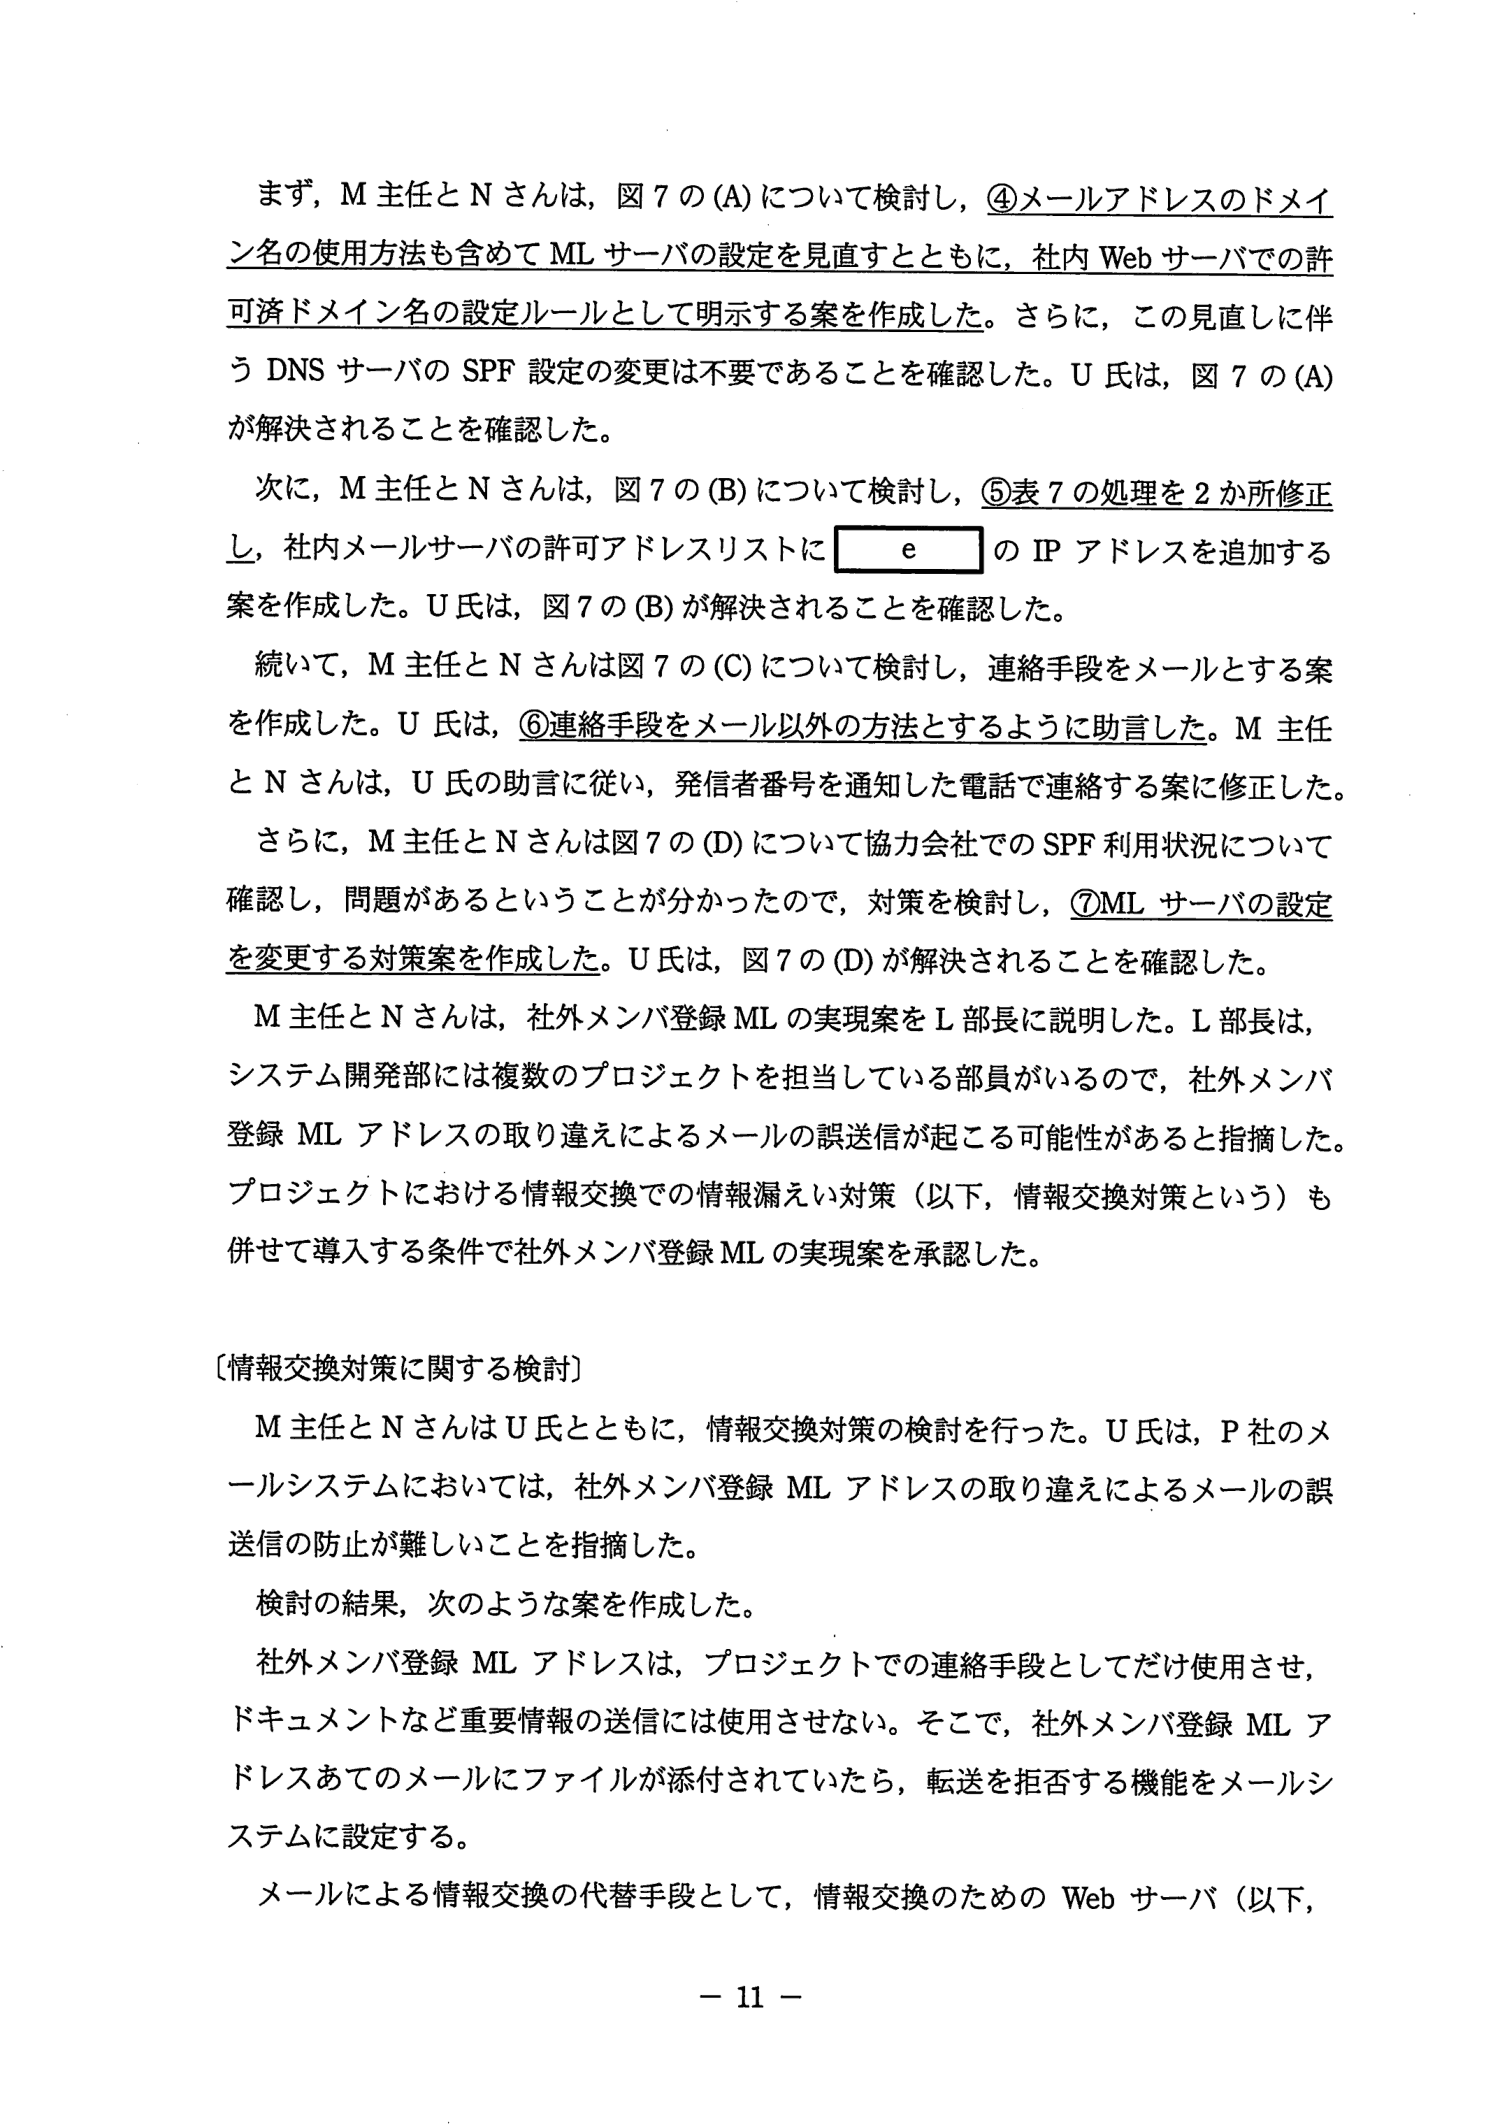 まず，M 主任と N さんは，図 7 の (A) について検討し，④メールアドレスのドメイ
ン名の使用方法も含めて ML サーバの設定を見直すとともに，社内 Web サーバでの許
可済ドメイン名の設定ルールとして明示する案を作成した。さらに，この見直しに伴
う DNS サーバの SPF 設定の変更は不要であることを確認した。U 氏は，図 7 の (A)
が解決されることを確認した。
次に，M 主任と N さんは，図 7 の (B) について検討し，⑤表 7 の処理を 2 か所修正
し，社内メールサーバの許可アドレスリストに e の IP アドレスを追加する
案を作成した。U 氏は，図 7 の (B) が解決されることを確認した。
続いて，M 主任と N さんは図 7 の (C) について検討し，連絡手段をメールとする案
を作成した。U 氏は，⑥連絡手段をメール以外の方法とするように助言した。M 主任
と N さんは，U 氏の助言に従い，発信者番号を通知した電話で連絡する案に修正した。
さらに，M 主任と N さんは図 7 の (D) について協力会社での SPF 利用状況について
確認し，問題があるということが分かったので，対策を検討し，⑦ML サーバの設定
を変更する対策案を作成した。U 氏は，図 7 の (D) が解決されることを確認した。
M 主任と N さんは，社外メンバ登録 ML の実現案を L 部長に説明した。L 部長は，
システム開発部には複数のプロジェクトを担当している部員がいるので，社外メンバ
登録 ML アドレスの取り違えによるメールの誤送信が起こる可能性があると指摘した。
プロジェクトにおける情報交換での情報漏えい対策（以下，情報交換対策という）も
併せて導入する条件で社外メンバ登録 ML の実現案を承認した。
〔情報交換対策に関する検討〕
M 主任と N さんは U 氏とともに，情報交換対策の検討を行った。U 氏は，P 社のメ
ールシステムにおいては，社外メンバ登録 ML アドレスの取り違えによるメールの誤
送信の防止が難しいことを指摘した。
検討の結果，次のような案を作成した。
社外メンバ登録 ML アドレスは，プロジェクトでの連絡手段としてだけ使用させ，
ドキュメントなど重要情報の送信には使用させない。そこで，社外メンバ登録 ML ア
ドレスあてのメールにファイルが添付されていたら，転送を拒否する機能をメールシ
ステムに設定する。
メールによる情報交換の代替手段として，情報交換のための Web サーバ（以下，
－ 11 －